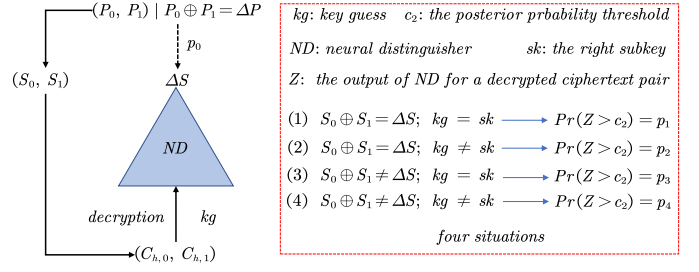 (P₀, P₁) | P₀ ⊕ P₁ = ΔP
p₀
(S₀, S₁)
ΔS
ND
decryption kg
(C_{h,0}, C_{h,1})
kg: key guess c₂: the posterior prbability threshold
ND: neural distinguisher sk: the right subkey
Z: the output of ND for a decrypted ciphertext pair
(1) S₀ ⊕ S₁ = ΔS; kg = sk → Pr(Z > c₂) = p₁
(2) S₀ ⊕ S₁ = ΔS; kg ≠ sk → Pr(Z > c₂) = p₂
(3) S₀ ⊕ S₁ ≠ ΔS; kg = sk → Pr(Z > c₂) = p₃
(4) S₀ ⊕ S₁ ≠ ΔS; kg ≠ sk → Pr(Z > c₂) = p₄
four situations